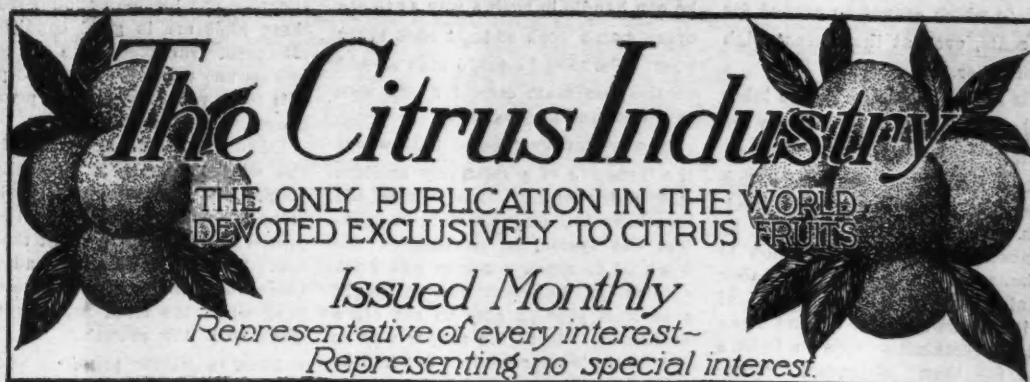 The Citrus Industry
THE ONLY PUBLICATION IN THE WORLD
DEVOTED EXCLUSIVELY TO CITRUS FRUITS
Issued Monthly
Representative of every interest~
Representing no special interest.